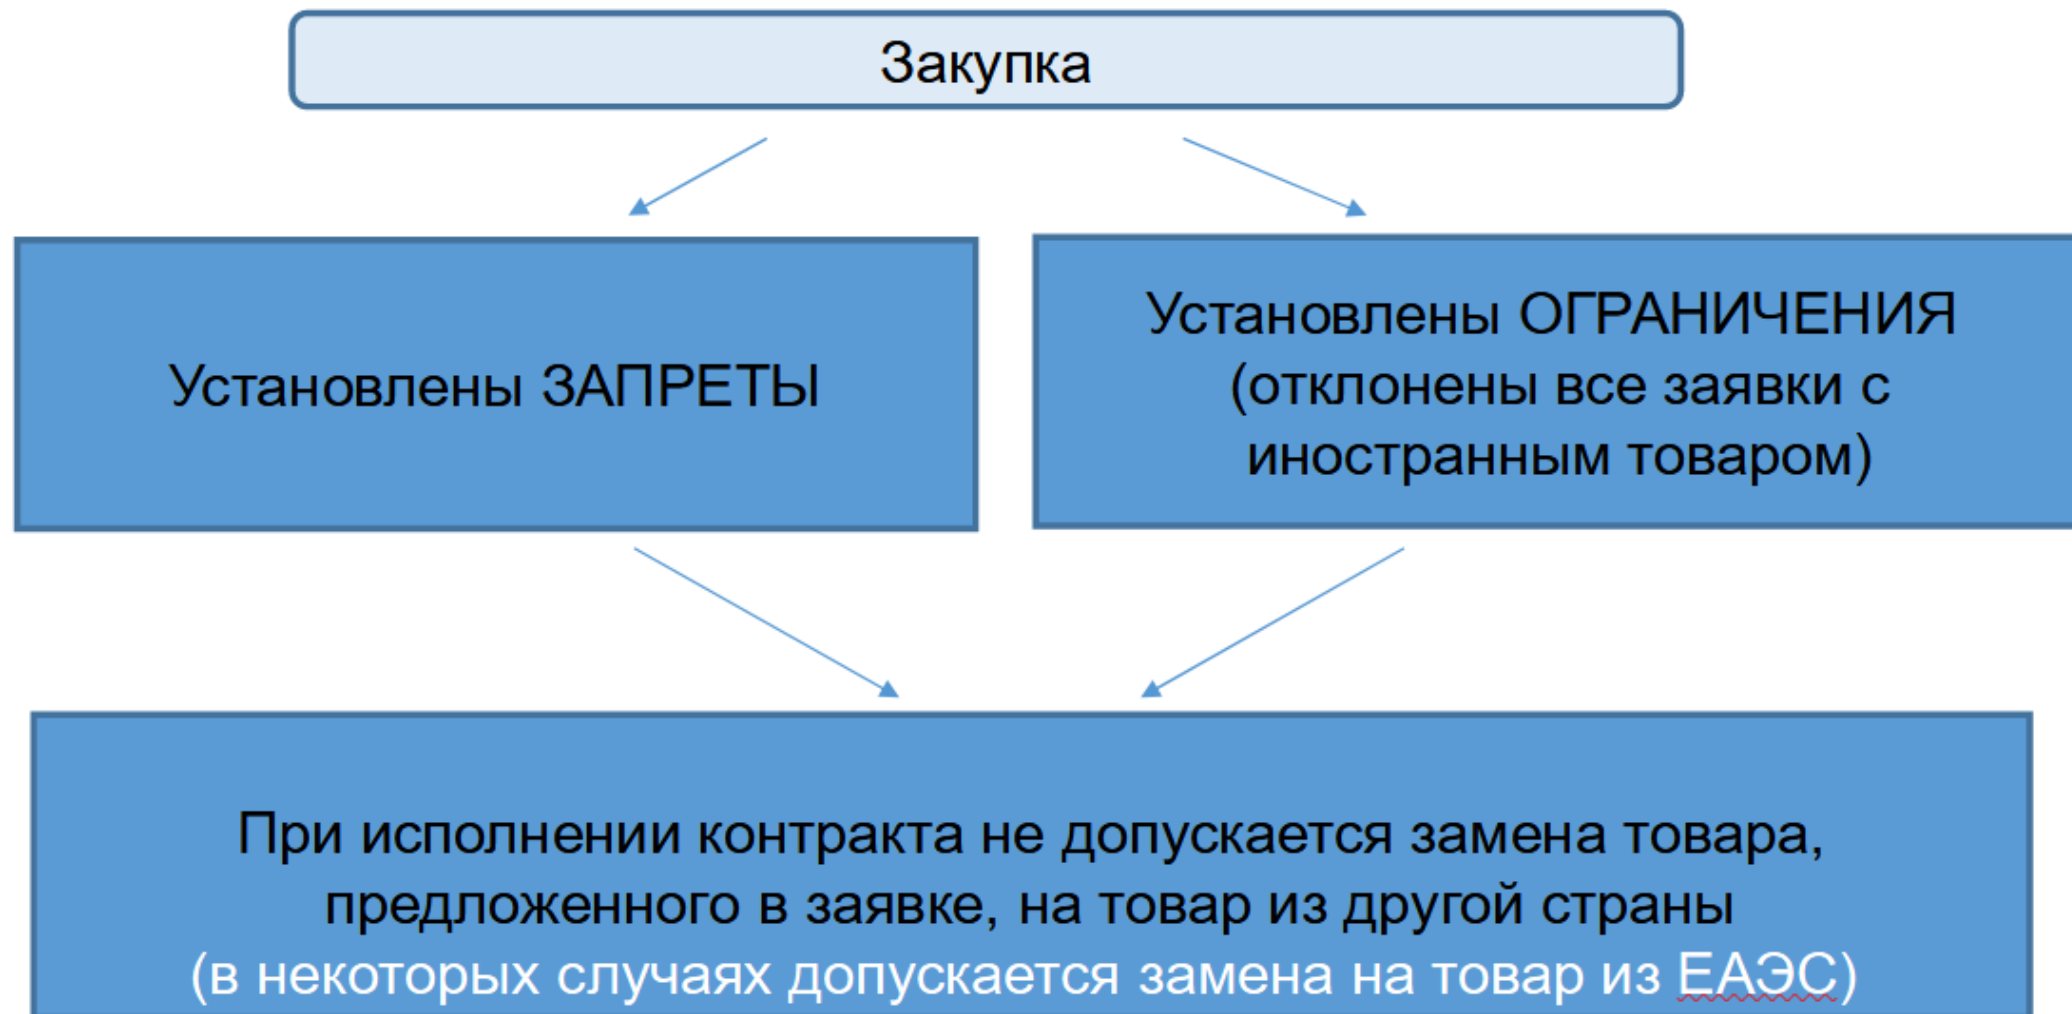 Закупка
Установлены ЗАПРЕТЫ
Установлены ОГРАНИЧЕНИЯ
(отклонены все заявки с
иностранным товаром)
При исполнении контракта не допускается замена товара,
предложенного в заявке, на товар из другой страны
(в некоторых случаях допускается замена на товар из ЕАЭС)